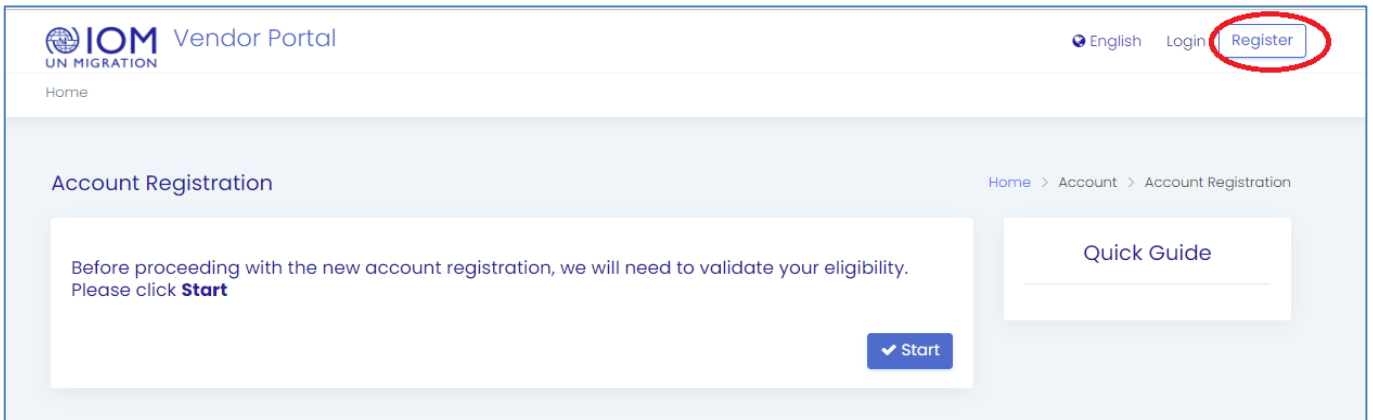 IOM
UN MIGRATION
Vendor Portal
English Login Register
Home
Account Registration
Home > Account > Account Registration
Before proceeding with the new account registration, we will need to validate your eligibility.
Please click Start
Start
Quick Guide